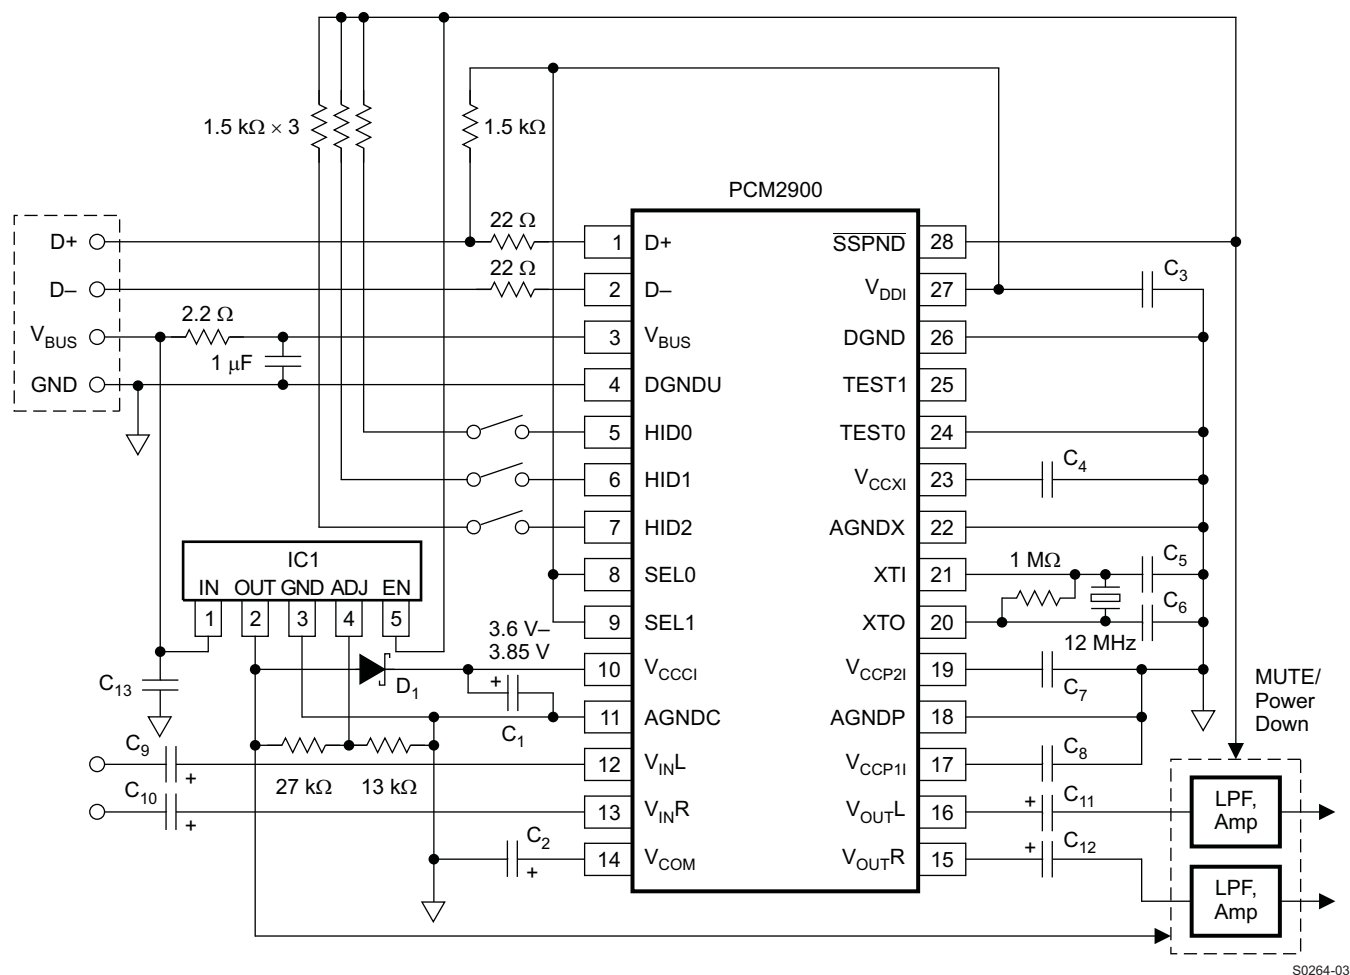 1.5 kΩ × 3
1.5 kΩ
PCM2900
D+
22 Ω
1
D+
SSPND
28
D–
22 Ω
2
D–
VDDI
27
C3
VBUS
2.2 Ω
3
VBUS
DGND
26
1 μF
GND
4
DGNDU
TEST1
25
5
HID0
TEST0
24
6
HID1
VCCXI
23
C4
7
HID2
AGNDX
22
IC1
IN OUT GND ADJ EN
1 2 3 4 5
8
SEL0
XTI
21
1 MΩ
C5
9
SEL1
XTO
20
C6
12 MHz
3.6 V–
3.85 V
D1
10
VCCCI
VCCP2I
19
C7
C13
+
C1
11
AGNDC
AGNDP
18
MUTE/
Power
Down
C9
+
27 kΩ
13 kΩ
12
VINL
VCCP1I
17
C8
C10
+
13
VINR
VOUTL
16
+
C11
LPF,
Amp
C2
+
14
VCOM
VOUTR
15
+
C12
LPF,
Amp
S0264-03